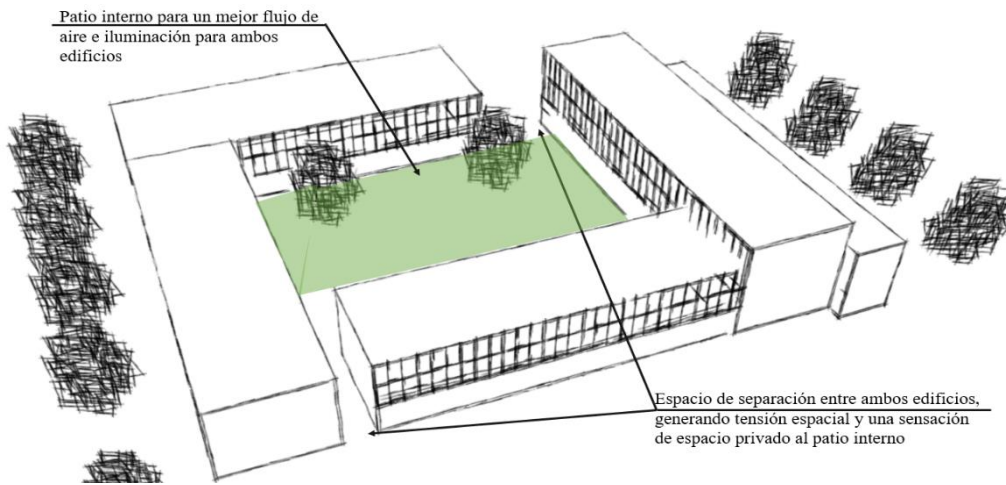 Patio interno para un mejor flujo de
aire e iluminación para ambos
edificios
Espacio de separación entre ambos edificios,
generando tensión espacial y una sensación
de espacio privado al patio interno